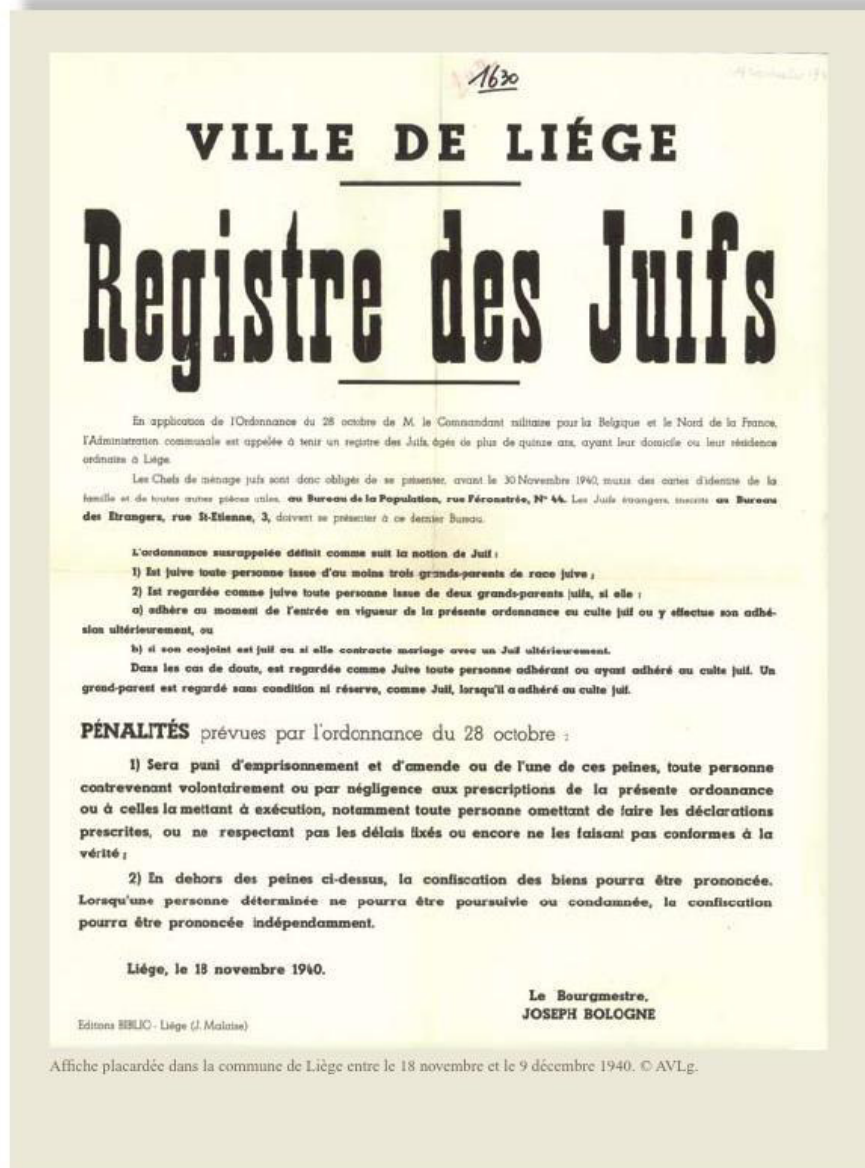 1630
VILLE DE LIÉGE
Registre des Juifs
En application de l'Ordonnance du 28 octobre de M. le Commandant militaire pour la Belgique et le Nord de la France,
l'Administration communale est appelée à tenir un registre des Juifs, âgés de plus de quinze ans, ayant leur domicile ou leur résidence
ordinaire à Liège.
Les Chefs de ménage juifs sont donc obligés de se présenter, avant le 30 Novembre 1940, munis des cartes d'identité de la
famille et de toutes autres pièces utiles, au Bureau de la Population, rue Féronstrée, N° 44. Les Juifs étrangers, inscrits au Bureau
des Etrangers, rue St-Etienne, 3, doivent se présenter à ce dernier Bureau.
L'ordonnance susrappelée définit comme suit la notion de Juif :
1) Est juive toute personne issue d'au moins trois grands-parents de race juive ;
2) Est regardée comme juive toute personne issue de deux grands-parents juifs, si elle :
a) adhère au moment de l'entrée en vigueur de la présente ordonnance au culte juif ou y effectue son adhé-
sion ultérieurement, ou
b) si son conjoint est juif ou si elle contracte mariage avec un Juif ultérieurement.
Dans les cas de doute, est regardée comme Juive toute personne adhérant ou ayant adhéré au culte juif. Un
grand-parent est regardé sans condition ni réserve, comme Juif, lorsqu'il a adhéré au culte juif.
PÉNALITÉS prévues par l'ordonnance du 28 octobre :
1) Sera puni d'emprisonnement et d'amende ou de l'une de ces peines, toute personne
contrevenant volontairement ou par négligence aux prescriptions de la présente ordonnance
ou à celles la mettant à exécution, notamment toute personne omettant de faire les déclarations
prescrites, ou ne respectant pas les délais fixés ou encore ne les faisant pas conformes à la
vérité ;
2) En dehors des peines ci-dessus, la confiscation des biens pourra être prononcée.
Lorsqu'une personne déterminée ne pourra être poursuivie ou condamnée, la confiscation
pourra être prononcée indépendamment.
Liége, le 18 novembre 1940.
Le Bourgmestre,
JOSEPH BOLOGNE
Editons BIBLIO - Liège (J. Malaise)
Affiche placardée dans la commune de Liège entre le 18 novembre et le 9 décembre 1940. © AVLg.